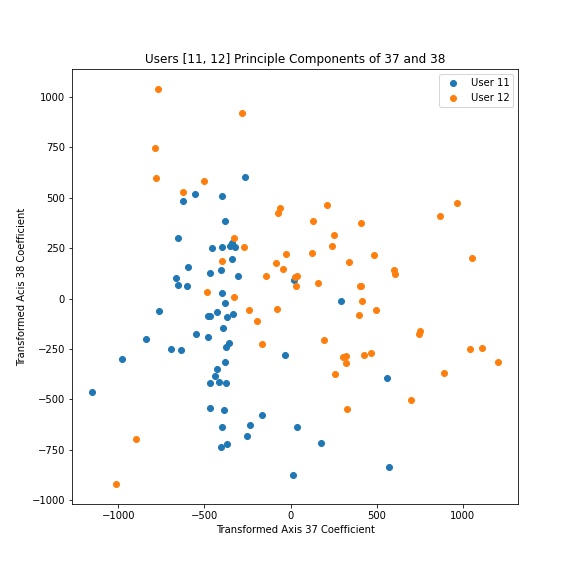 Users [11, 12] Principle Components of 37 and 38
User 11
User 12
Transformed Acis 38 Coefficient
1000
750
500
250
0
−250
−500
−750
−1000
−1000
−500
0
500
1000
Transformed Axis 37 Coefficient